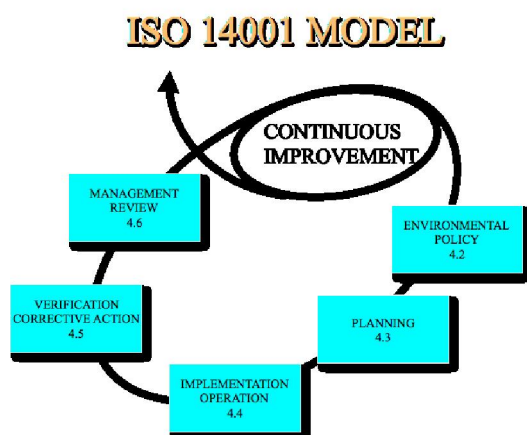 ISO 14001 MODEL
CONTINUOUS
IMPROVEMENT
MANAGEMENT
REVIEW
4.6
ENVIRONMENTAL
POLICY
4.2
VERIFICATION
CORRECTIVE ACTION
4.5
PLANNING
4.3
IMPLEMENTATION
OPERATION
4.4